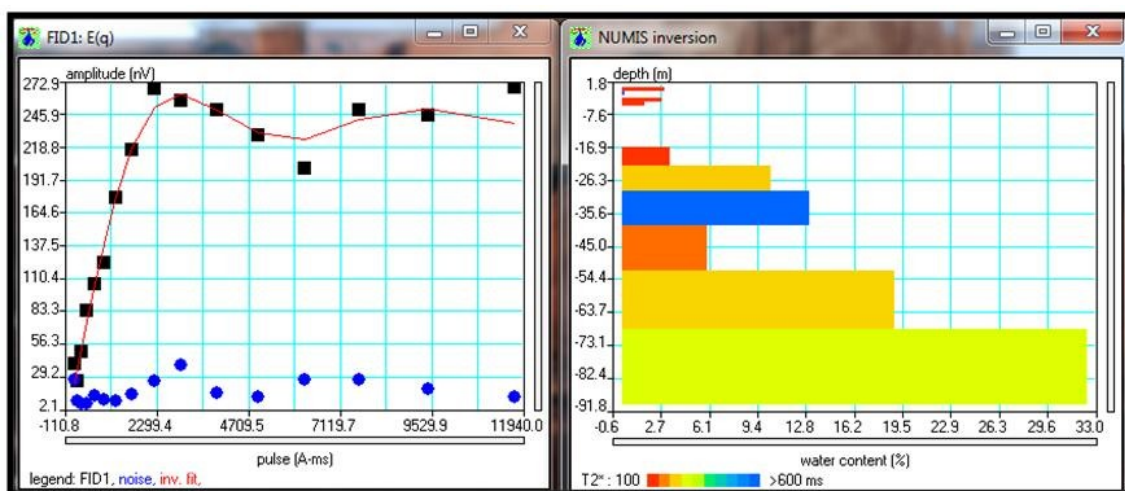 FID1: E(q)
amplitude (nV)
272.9
245.9
218.8
191.7
164.6
137.5
110.4
83.3
56.3
29.2
2.1
-110.8 2299.4 4709.5 7119.7 9529.9 11940.0
pulse (A-ms)
legend: FID1, noise, inv. fit,
NUMIS inversion
depth (m)
1.8
-7.6
-16.9
-26.3
-35.6
-45.0
-54.4
-63.7
-73.1
-82.4
-91.8
-0.6 2.7 6.1 9.4 12.8 16.2 19.5 22.9 26.3 29.6 33.0
water content (%)
T2* : 100 >600 ms